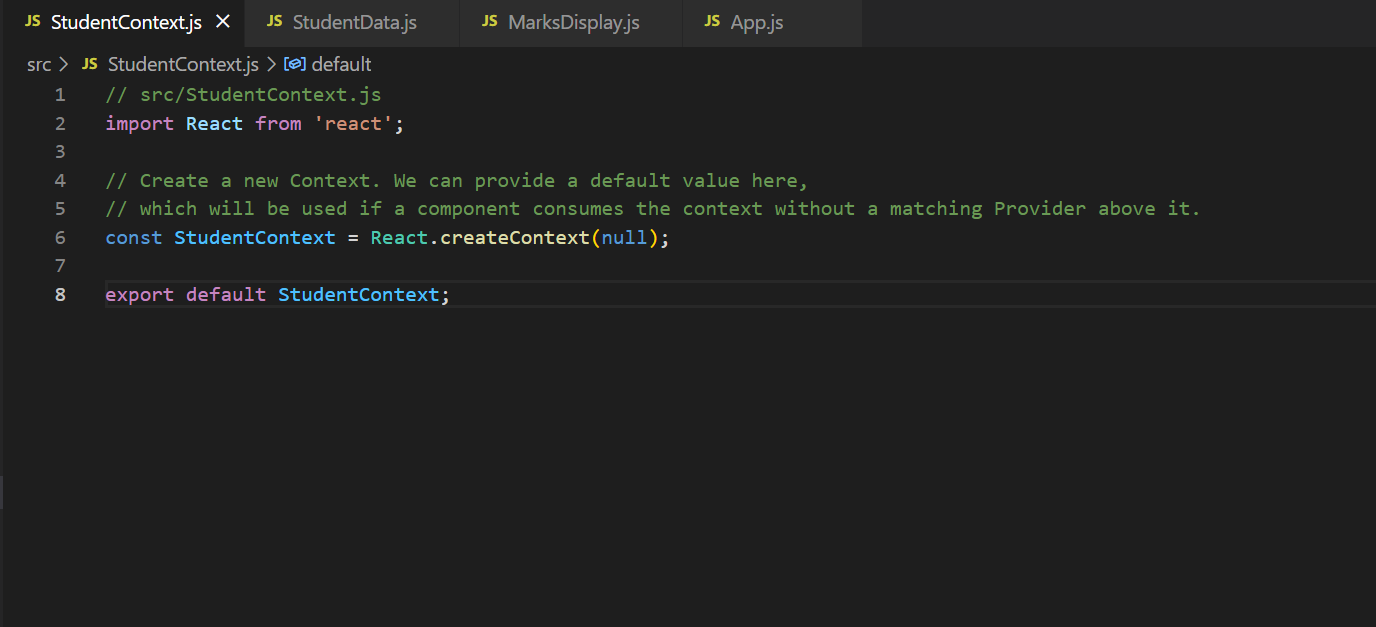 JS StudentContext.js × JS StudentData.js JS MarksDisplay.js JS App.js
src > JS StudentContext.js > default
1 // src/StudentContext.js
2 import React from 'react';
3
4 // Create a new Context. We can provide a default value here,
5 // which will be used if a component consumes the context without a matching Provider above it.
6 const StudentContext = React.createContext(null);
7
8 export default StudentContext;